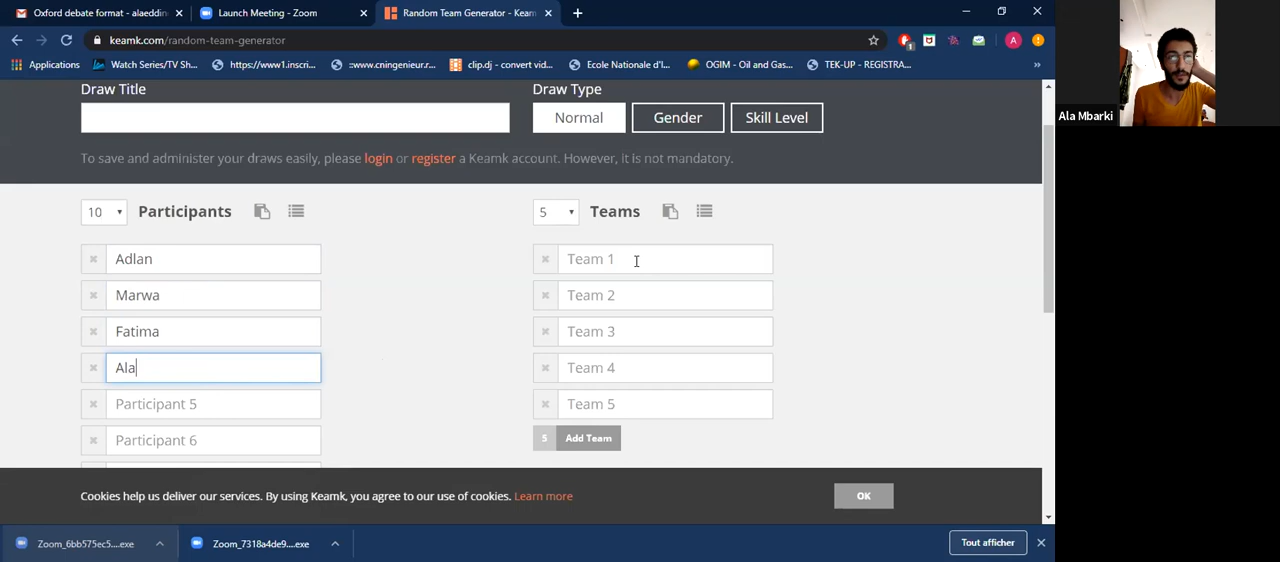 Oxford debate format - alaeddin
Launch Meeting - Zoom
Random Team Generator - Keam
keamk.com/random-team-generator
1
A
Applications
Watch Series/TV Sh...
https://www1.inscri...
::www.cningenieur.r...
clip.dj - convert vid...
Ecole Nationale d'I...
OGIM - Oil and Gas...
TEK-UP - REGISTRA...
»
Ala Mbarki
Draw Title
Draw Type
Normal
Gender
Skill Level
To save and administer your draws easily, please login or register a Keamk account. However, it is not mandatory.
10 Participants
5 Teams
Adlan
Team 1
Marwa
Team 2
Fatima
Team 3
Ala
Team 4
Participant 5
Team 5
Participant 6
5 Add Team
Cookies help us deliver our services. By using Keamk, you agree to our use of cookies. Learn more
OK
Zoom_6bb575ec5....exe
Zoom_7318a4de9....exe
Tout afficher